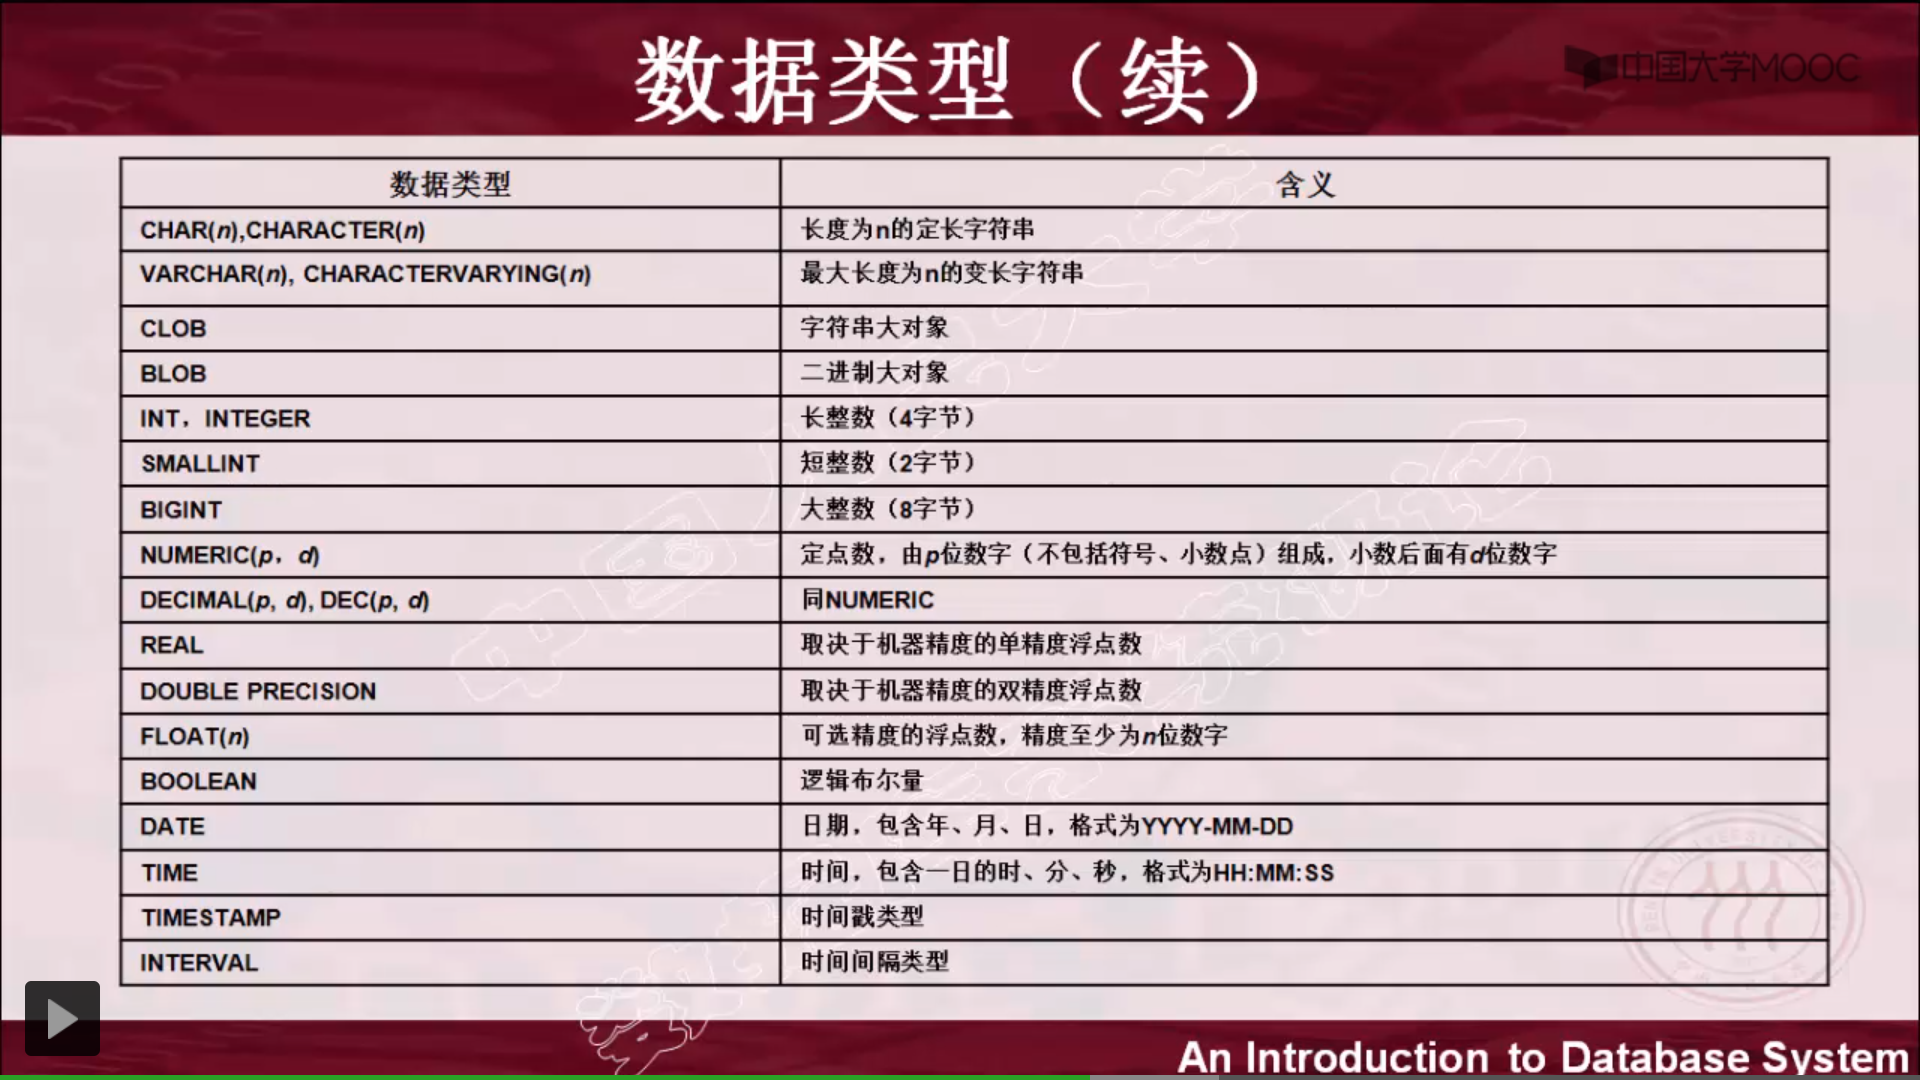 数据类型（续）
中国大学MOOC
数据类型 含义
CHAR(n),CHARACTER(n) 长度为n的定长字符串
VARCHAR(n), CHARACTERVARYING(n) 最大长度为n的变长字符串
CLOB 字符串大对象
BLOB 二进制大对象
INT，INTEGER 长整数（4字节）
SMALLINT 短整数（2字节）
BIGINT 大整数（8字节）
NUMERIC(p，d) 定点数，由p位数字（不包括符号、小数点）组成，小数后面有d位数字
DECIMAL(p, d), DEC(p, d) 同NUMERIC
REAL 取决于机器精度的单精度浮点数
DOUBLE PRECISION 取决于机器精度的双精度浮点数
FLOAT(n) 可选精度的浮点数，精度至少为n位数字
BOOLEAN 逻辑布尔量
DATE 日期，包含年、月、日，格式为YYYY-MM-DD
TIME 时间，包含一日的时、分、秒，格式为HH:MM:SS
TIMESTAMP 时间戳类型
INTERVAL 时间间隔类型
An Introduction to Database System